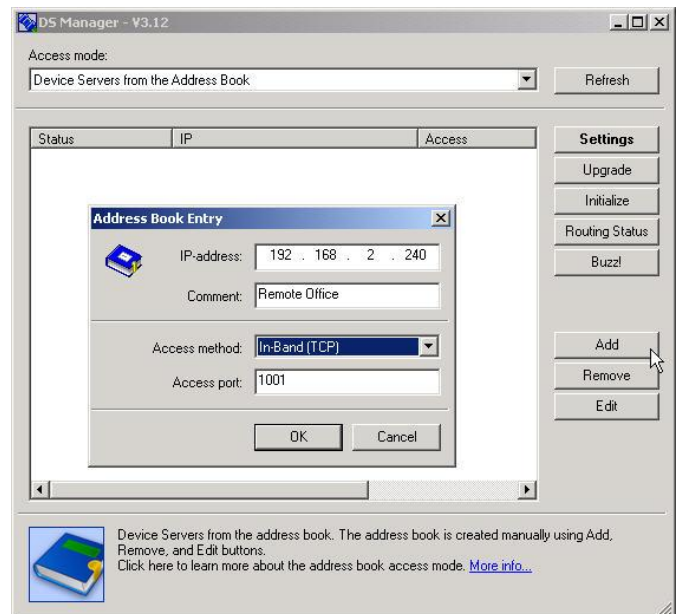 DS Manager - V3.12
Access mode:
Device Servers from the Address Book
Refresh
Status IP Access
Settings
Upgrade
Initialize
Routing Status
Buzz!
Address Book Entry
IP-address: 192 . 168 . 2 . 240
Comment: Remote Office
Access method: In-Band (TCP)
Access port: 1001
OK Cancel
Add
Remove
Edit
Device Servers from the address book. The address book is created manually using Add,
Remove, and Edit buttons.
Click here to learn more about the address book access mode. More info...